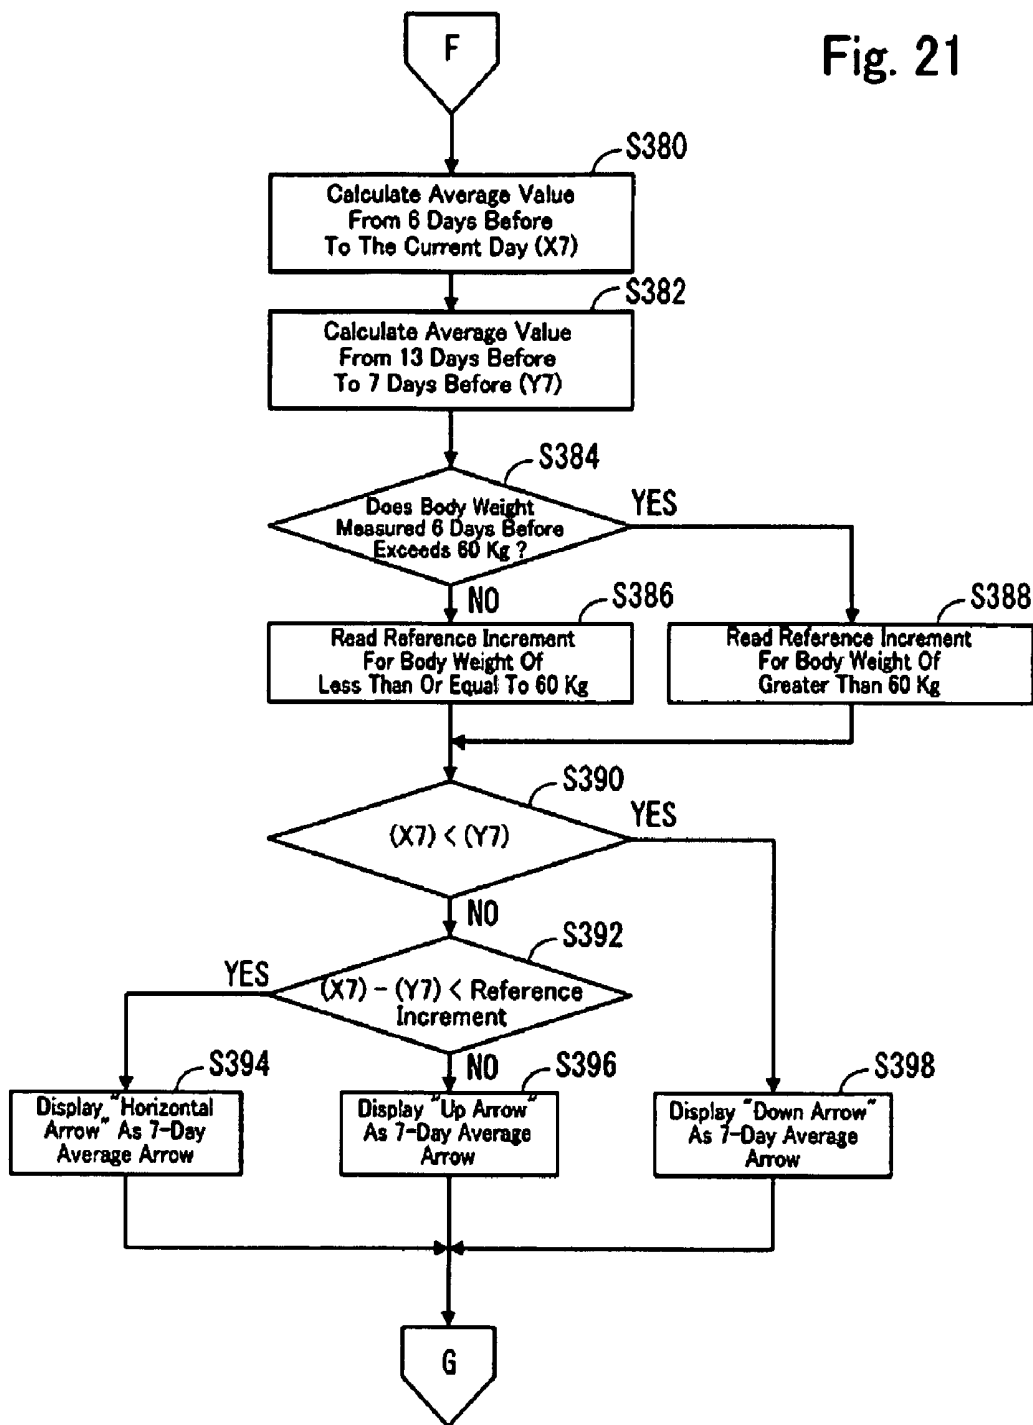 F
Fig. 21
S380
Calculate Average Value
From 6 Days Before
To The Current Day (X7)
S382
Calculate Average Value
From 13 Days Before
To 7 Days Before (Y7)
S384
Does Body Weight
Measured 6 Days Before
Exceeds 60 Kg ?
YES
NO
S386
Read Reference Increment
For Body Weight Of
Less Than Or Equal To 60 Kg
S388
Read Reference Increment
For Body Weight Of
Greater Than 60 Kg
S390
(X7) < (Y7)
YES
NO
S392
(X7) - (Y7) < Reference
Increment
YES
NO
S394
Display "Horizontal
Arrow" As 7-Day
Average Arrow
S396
Display "Up Arrow"
As 7-Day Average
Arrow
S398
Display "Down Arrow"
As 7-Day Average
Arrow
G